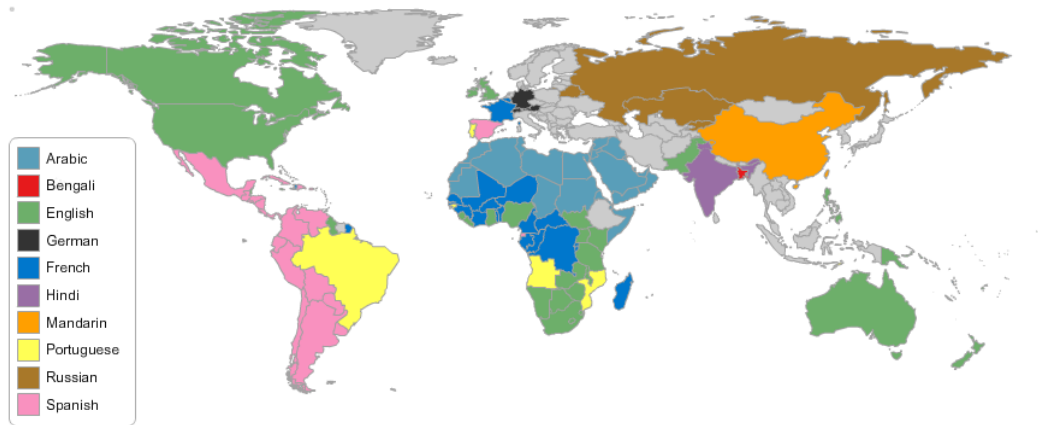 Arabic
Bengali
English
German
French
Hindi
Mandarin
Portuguese
Russian
Spanish